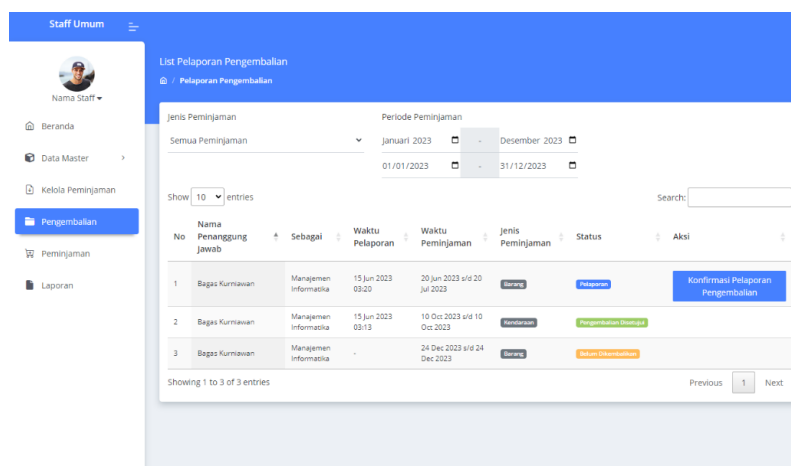 Staff Umum
Nama Staff
Beranda
Data Master
Kelola Peminjaman
Pengembalian
Peminjaman
Laporan
List Pelaporan Pengembalian
/ Pelaporan Pengembalian
Jenis Peminjaman
Periode Peminjaman
Semua Peminjaman
Januari 2023 - Desember 2023
01/01/2023 - 31/12/2023
Show 10 entries
Search:
No Nama Penanggung Jawab Sebagai Waktu Pelaporan Waktu Peminjaman Jenis Peminjaman Status Aksi
1 Bagas Kurniawan Manajemen Informatika 15 Jun 2023 03:20 20 Jun 2023 s/d 20 Jul 2023 Barang Pelaporan Konfirmasi Pelaporan Pengembalian
2 Bagas Kurniawan Manajemen Informatika 15 Jun 2023 03:13 10 Oct 2023 s/d 10 Oct 2023 Kendaraan Pengembalian Disetujui
3 Bagas Kurniawan Manajemen Informatika - 24 Dec 2023 s/d 24 Dec 2023 Barang Belum Dikembalikan
Showing 1 to 3 of 3 entries
Previous 1 Next